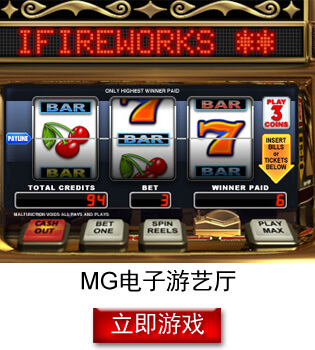 IFIREWORKS **
ONLY HIGHEST WINNER PAID
BAR
BAR
PLAY
3
COINS
PAYLINE
BAR
INSERT
BILLS
or
TICKETS
BELOW
BAR
BAR
TOTAL CREDITS
BET
WINNER PAID
94
3
6
MALFUNCTION VOIDS ALL PAYS AND PLAYS
CASH
OUT
BET
ONE
SPIN
REELS
PLAY
MAX
MG电子游艺厅
立即游戏